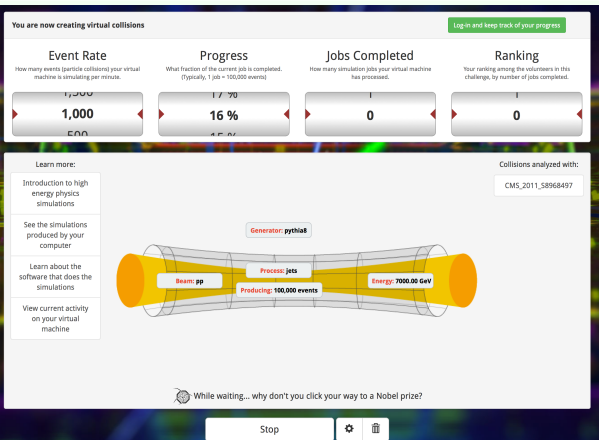 You are now creating virtual collisions
Log-in and keep track of your progress
Event Rate
How many events (particle collisions) your virtual
machine is simulating per minute.
Progress
What fraction of the current job is completed.
(Typically, 1 job = 100,000 events)
Jobs Completed
How many simulation jobs your virtual machine
has processed.
Ranking
Your ranking among the volunteers in this
challenge, by number of jobs completed.
1,500
1,000
500
17 %
16 %
15 %
1
0
1
0
Learn more:
Introduction to high
energy physics
simulations
See the simulations
produced by your
computer
Learn about the
software that does the
simulations
View current activity
on your virtual
machine
Collisions analyzed with:
CMS_2011_S8968497
Generator: pythia8
Process: jets
Beam: pp
Producing: 100,000 events
Energy: 7000.00 GeV
While waiting... why don't you click your way to a Nobel prize?
Stop